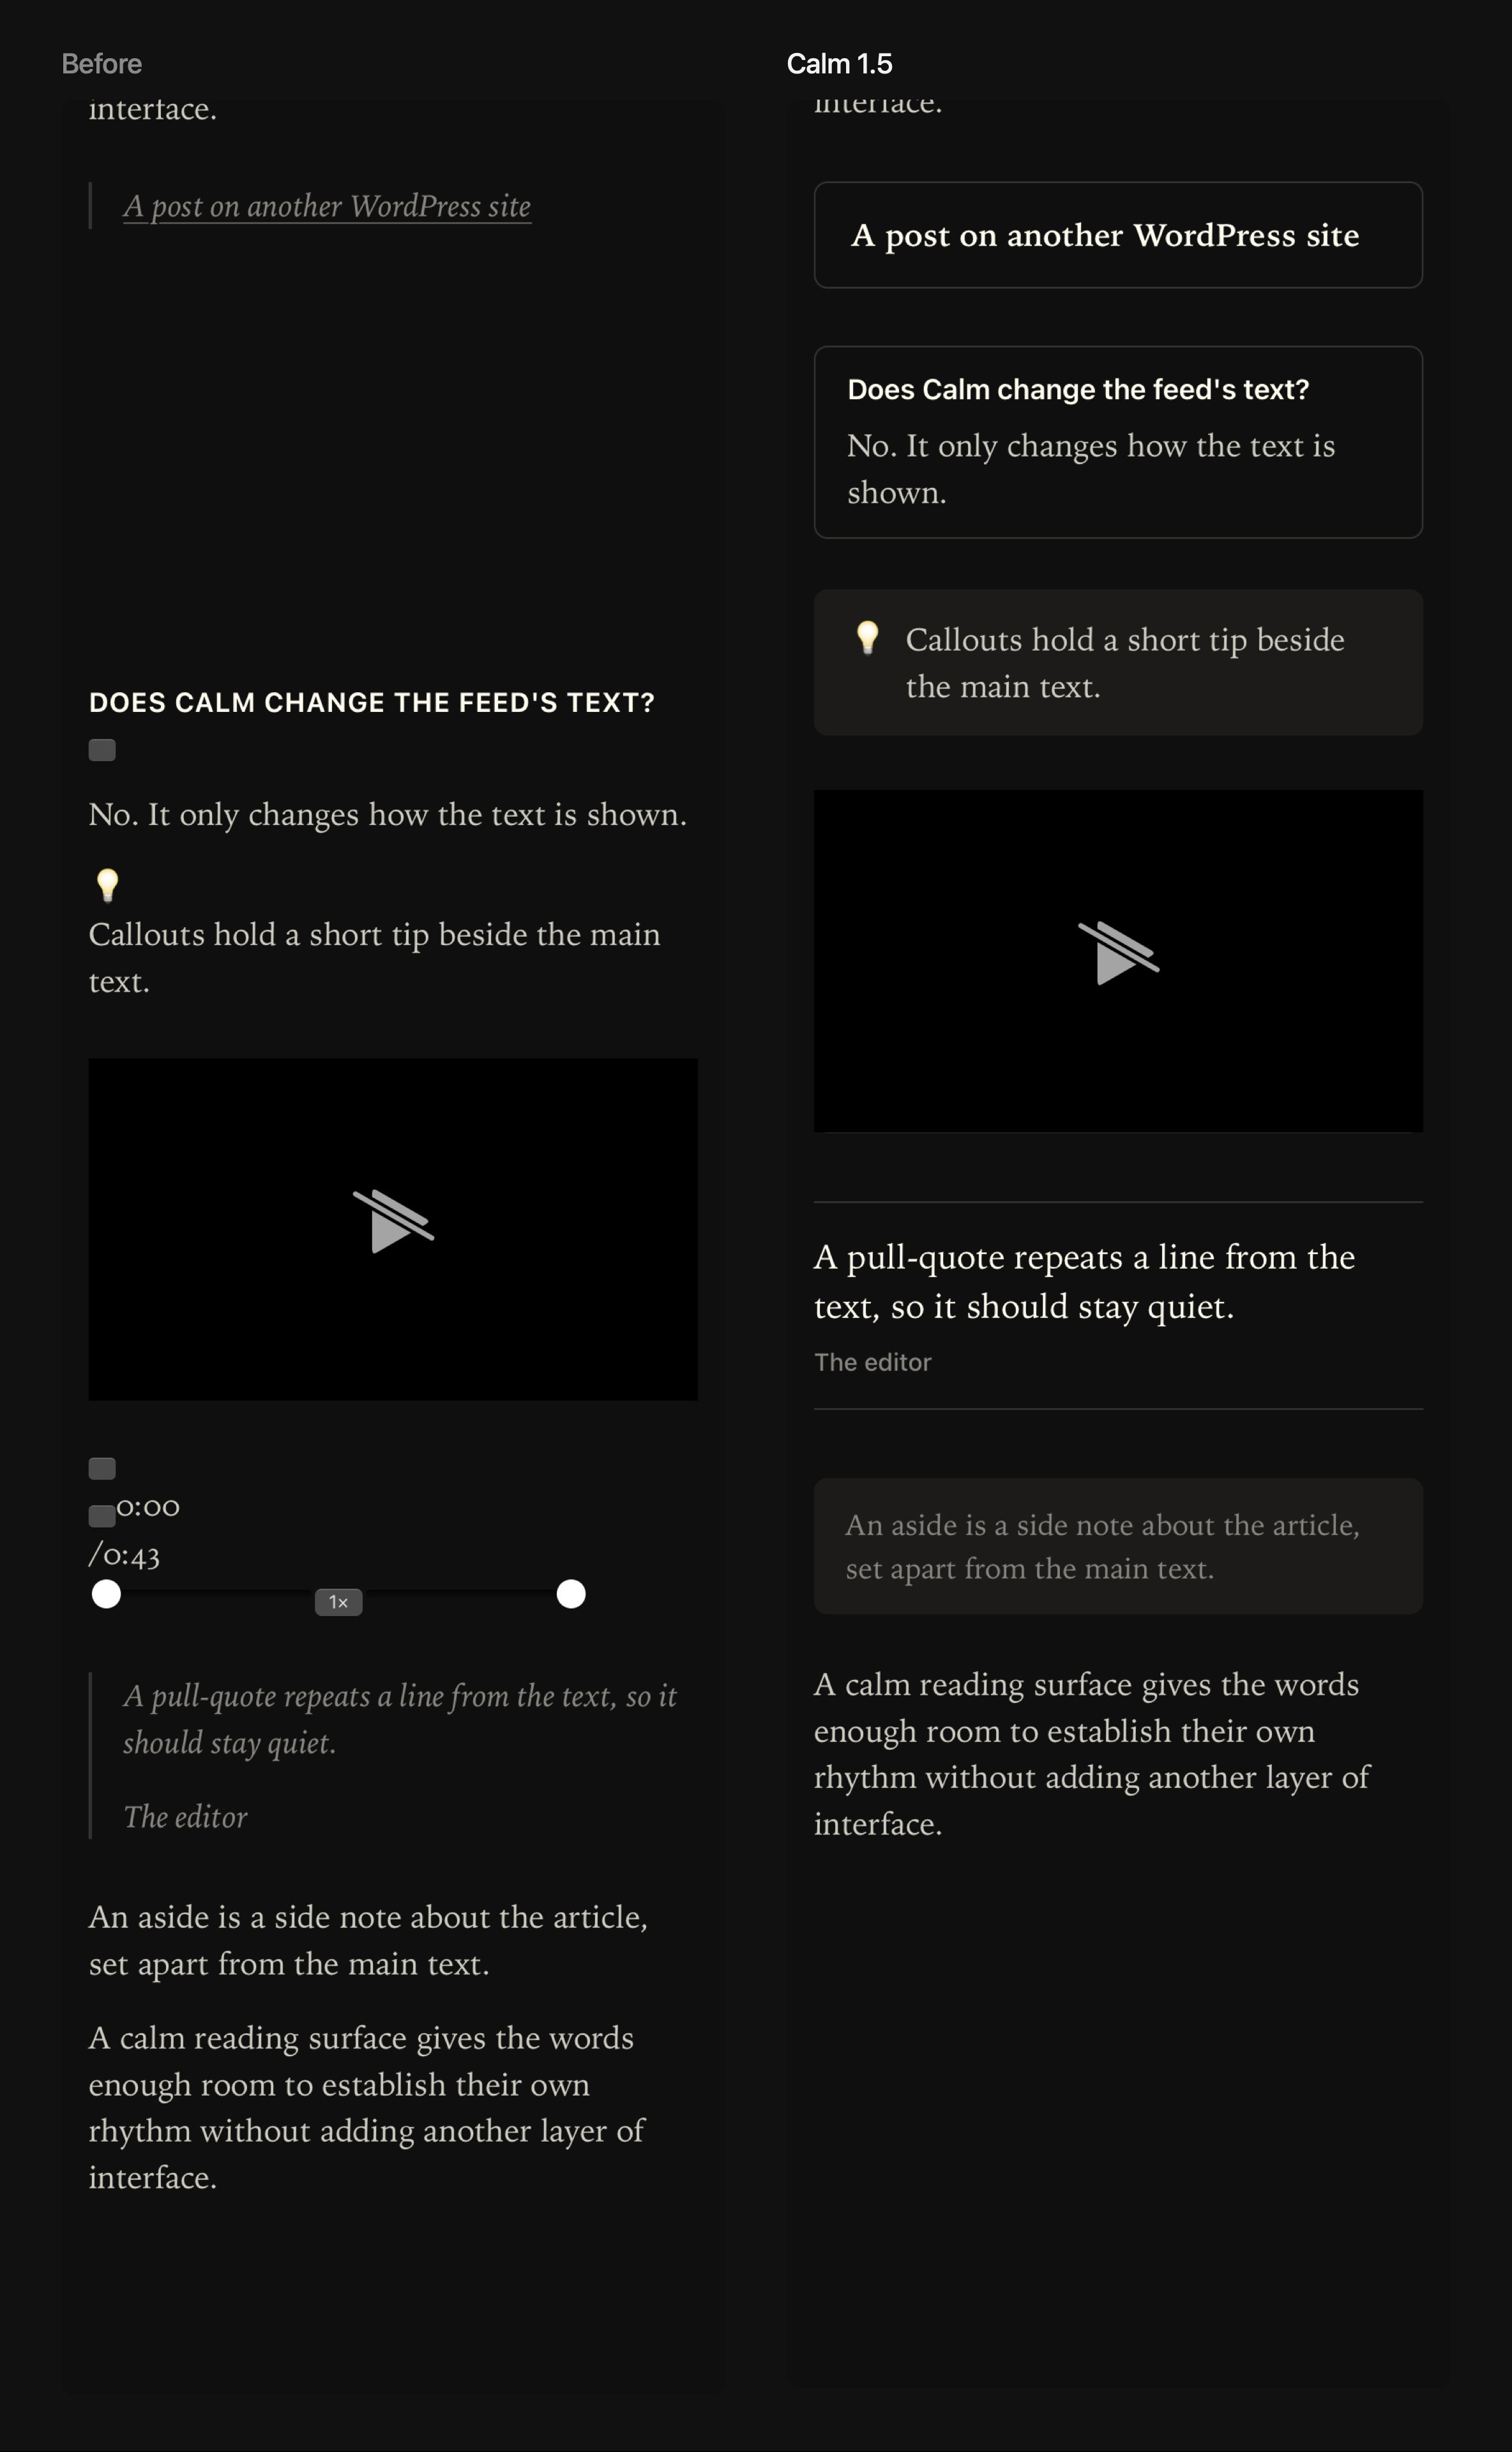 Before
interface.
A post on another WordPress site
DOES CALM CHANGE THE FEED'S TEXT?
No. It only changes how the text is shown.
Callouts hold a short tip beside the main
text.
0:00
/0:43
1×
A pull-quote repeats a line from the text, so it
should stay quiet.
The editor
An aside is a side note about the article,
set apart from the main text.
A calm reading surface gives the words
enough room to establish their own
rhythm without adding another layer of
interface.
Calm 1.5
interface.
A post on another WordPress site
Does Calm change the feed's text?
No. It only changes how the text is
shown.
Callouts hold a short tip beside
the main text.
A pull-quote repeats a line from the
text, so it should stay quiet.
The editor
An aside is a side note about the article,
set apart from the main text.
A calm reading surface gives the words
enough room to establish their own
rhythm without adding another layer of
interface.